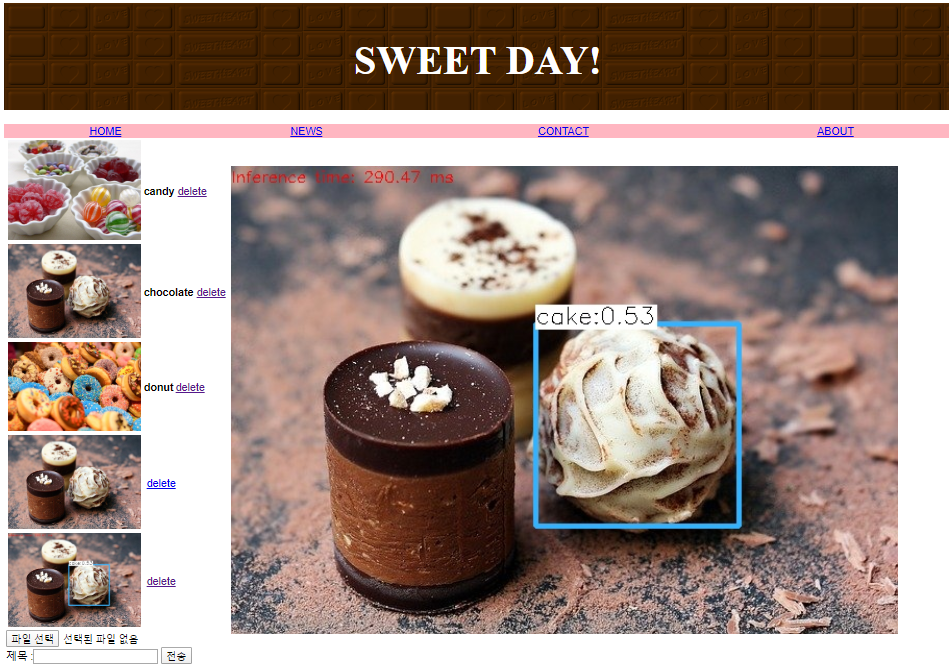 SWEET DAY!
HOME NEWS CONTACT ABOUT
candy delete
chocolate delete
donut delete
delete
delete
Inference time: 290.47 ms
cake:0.53
파일 선택 선택된 파일 없음
제목 : 전송